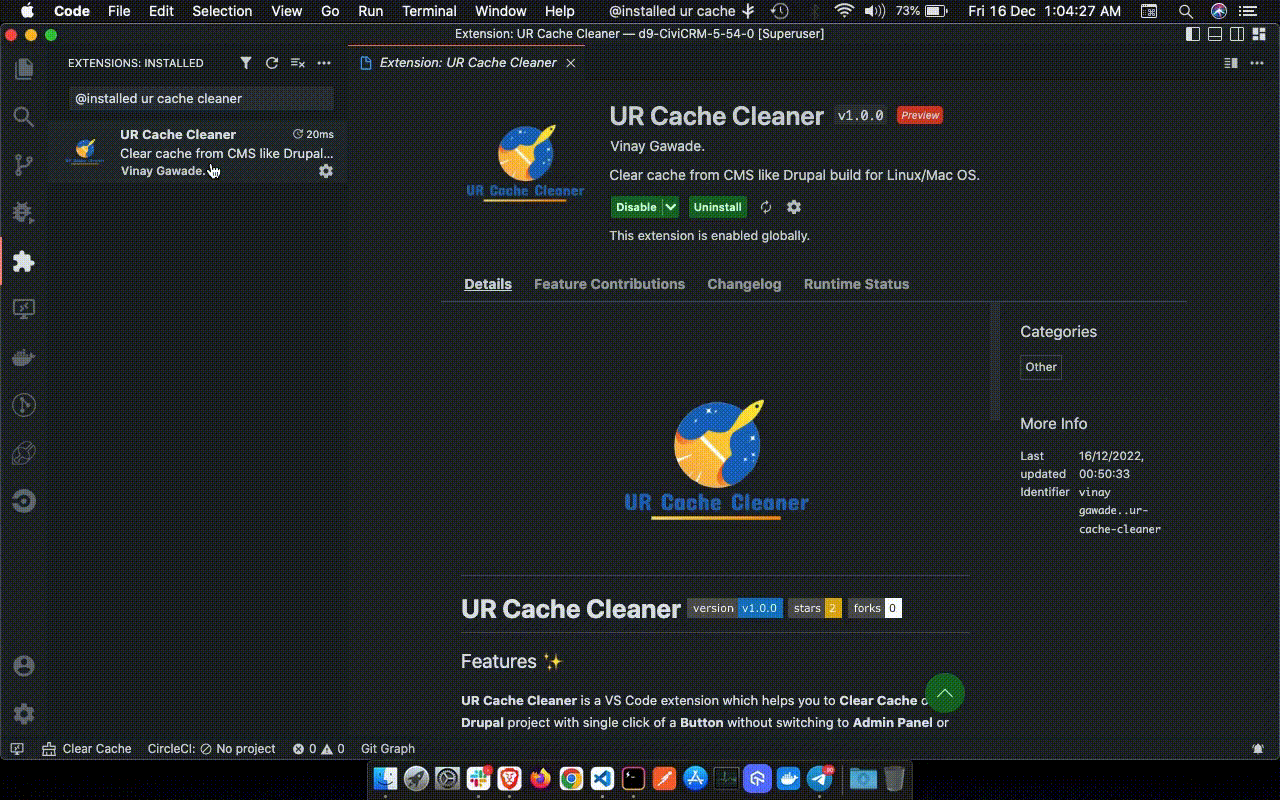 Code File Edit Selection View Go Run Terminal Window Help @installed ur cache 73% Fri 16 Dec 1:04:27 AM
Extension: UR Cache Cleaner — d9-CiviCRM-5-54-0 [Superuser]
EXTENSIONS: INSTALLED
Extension: UR Cache Cleaner
@installed ur cache cleaner
UR Cache Cleaner 20ms
Clear cache from CMS like Drupal...
Vinay Gawade.
UR Cache Cleaner
UR Cache Cleaner v1.0.0 Preview
Vinay Gawade.
Clear cache from CMS like Drupal build for Linux/Mac OS.
Disable Uninstall
This extension is enabled globally.
Details Feature Contributions Changelog Runtime Status
UR Cache Cleaner
Categories
Other
More Info
Last updated 16/12/2022, 00:50:33
Identifier vinay
gawade..ur-
cache-cleaner
UR Cache Cleaner version v1.0.0 stars 2 forks 0
Features ✨
UR Cache Cleaner is a VS Code extension which helps you to Clear Cache
Drupal project with single click of a Button without switching to Admin Panel or
Clear Cache CircleCI: No project 0 0 Git Graph